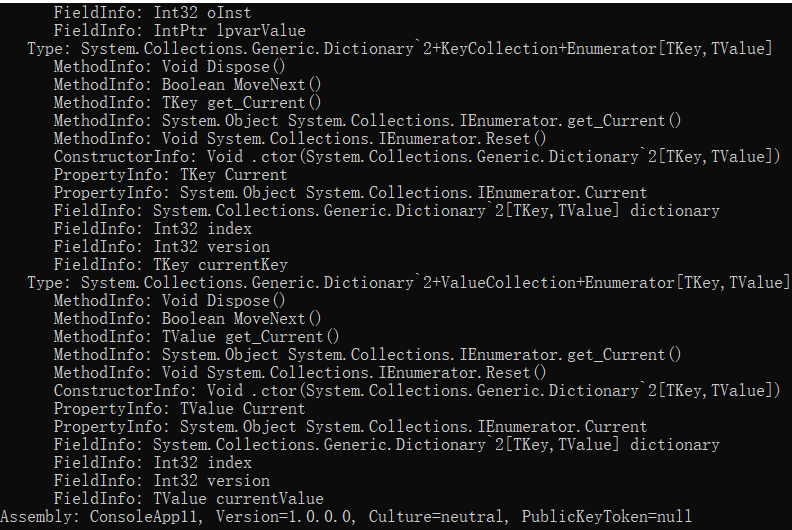 FieldInfo: Int32 oInst
FieldInfo: IntPtr lpvarValue
Type: System.Collections.Generic.Dictionary`2+KeyCollection+Enumerator[TKey,TValue]
MethodInfo: Void Dispose()
MethodInfo: Boolean MoveNext()
MethodInfo: TKey get_Current()
MethodInfo: System.Object System.Collections.IEnumerator.get_Current()
MethodInfo: Void System.Collections.IEnumerator.Reset()
ConstructorInfo: Void .ctor(System.Collections.Generic.Dictionary`2[TKey,TValue])
PropertyInfo: TKey Current
PropertyInfo: System.Object System.Collections.IEnumerator.Current
FieldInfo: System.Collections.Generic.Dictionary`2[TKey,TValue] dictionary
FieldInfo: Int32 index
FieldInfo: Int32 version
FieldInfo: TKey currentKey
Type: System.Collections.Generic.Dictionary`2+ValueCollection+Enumerator[TKey,TValue]
MethodInfo: Void Dispose()
MethodInfo: Boolean MoveNext()
MethodInfo: TValue get_Current()
MethodInfo: System.Object System.Collections.IEnumerator.get_Current()
MethodInfo: Void System.Collections.IEnumerator.Reset()
ConstructorInfo: Void .ctor(System.Collections.Generic.Dictionary`2[TKey,TValue])
PropertyInfo: TValue Current
PropertyInfo: System.Object System.Collections.IEnumerator.Current
FieldInfo: System.Collections.Generic.Dictionary`2[TKey,TValue] dictionary
FieldInfo: Int32 index
FieldInfo: Int32 version
FieldInfo: TValue currentValue
Assembly: ConsoleApp11, Version=1.0.0.0, Culture=neutral, PublicKeyToken=null